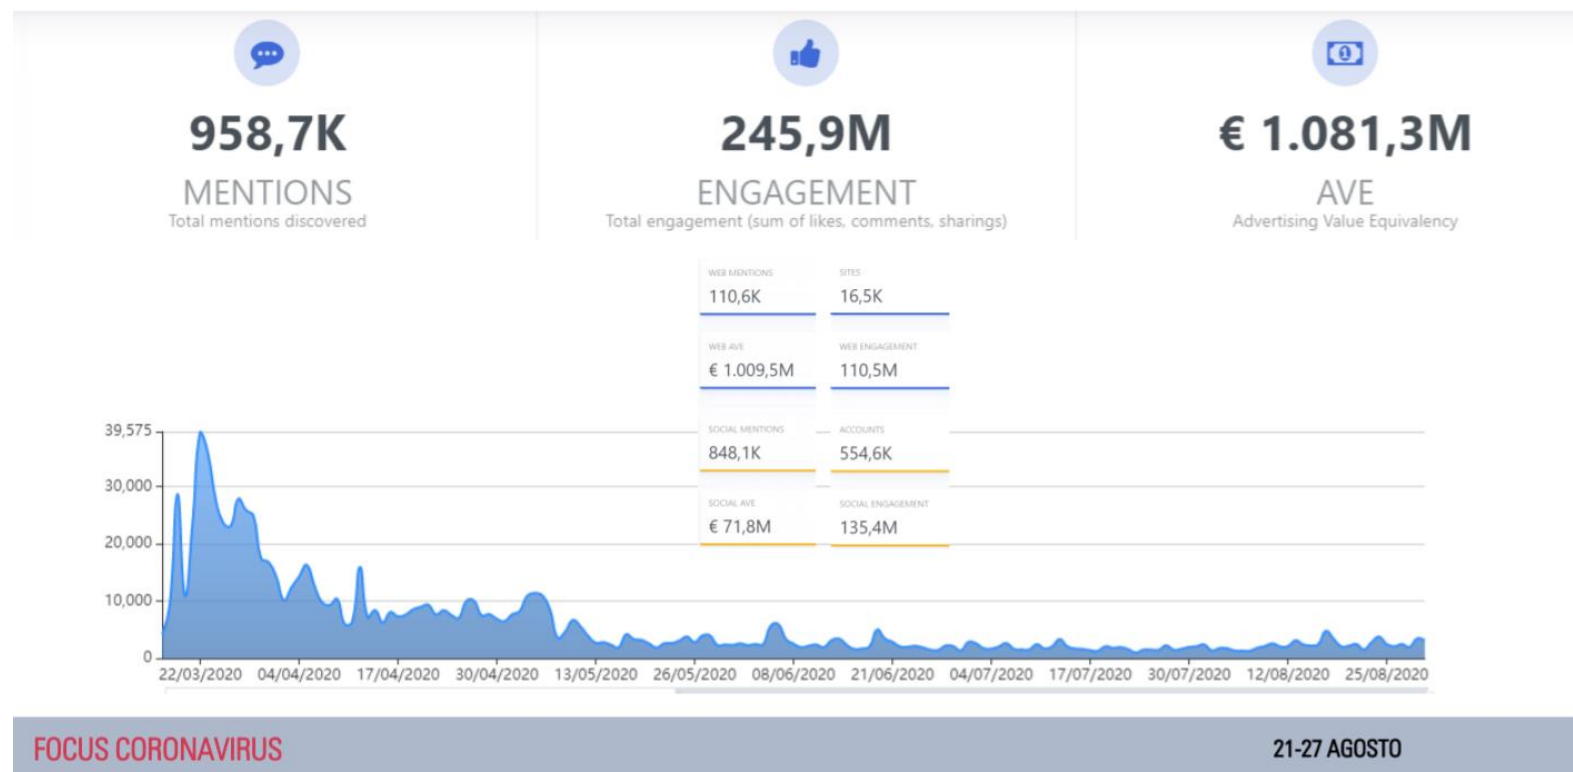 958,7K
MENTIONS
Total mentions discovered
245,9M
ENGAGEMENT
Total engagement (sum of likes, comments, sharings)
€ 1.081,3M
AVE
Advertising Value Equivalency
WEB MENTIONS
110,6K
SITES
16,5K
WEB AVE
€ 1.009,5M
WEB ENGAGEMENT
110,5M
SOCIAL MENTIONS
848,1K
ACCOUNTS
554,6K
SOCIAL AVE
€ 71,8M
SOCIAL ENGAGEMENT
135,4M
39,575
30,000
20,000
10,000
0
22/03/2020 04/04/2020 17/04/2020 30/04/2020 13/05/2020 26/05/2020 08/06/2020 21/06/2020 04/07/2020 17/07/2020 30/07/2020 12/08/2020 25/08/2020
FOCUS CORONAVIRUS
21-27 AGOSTO